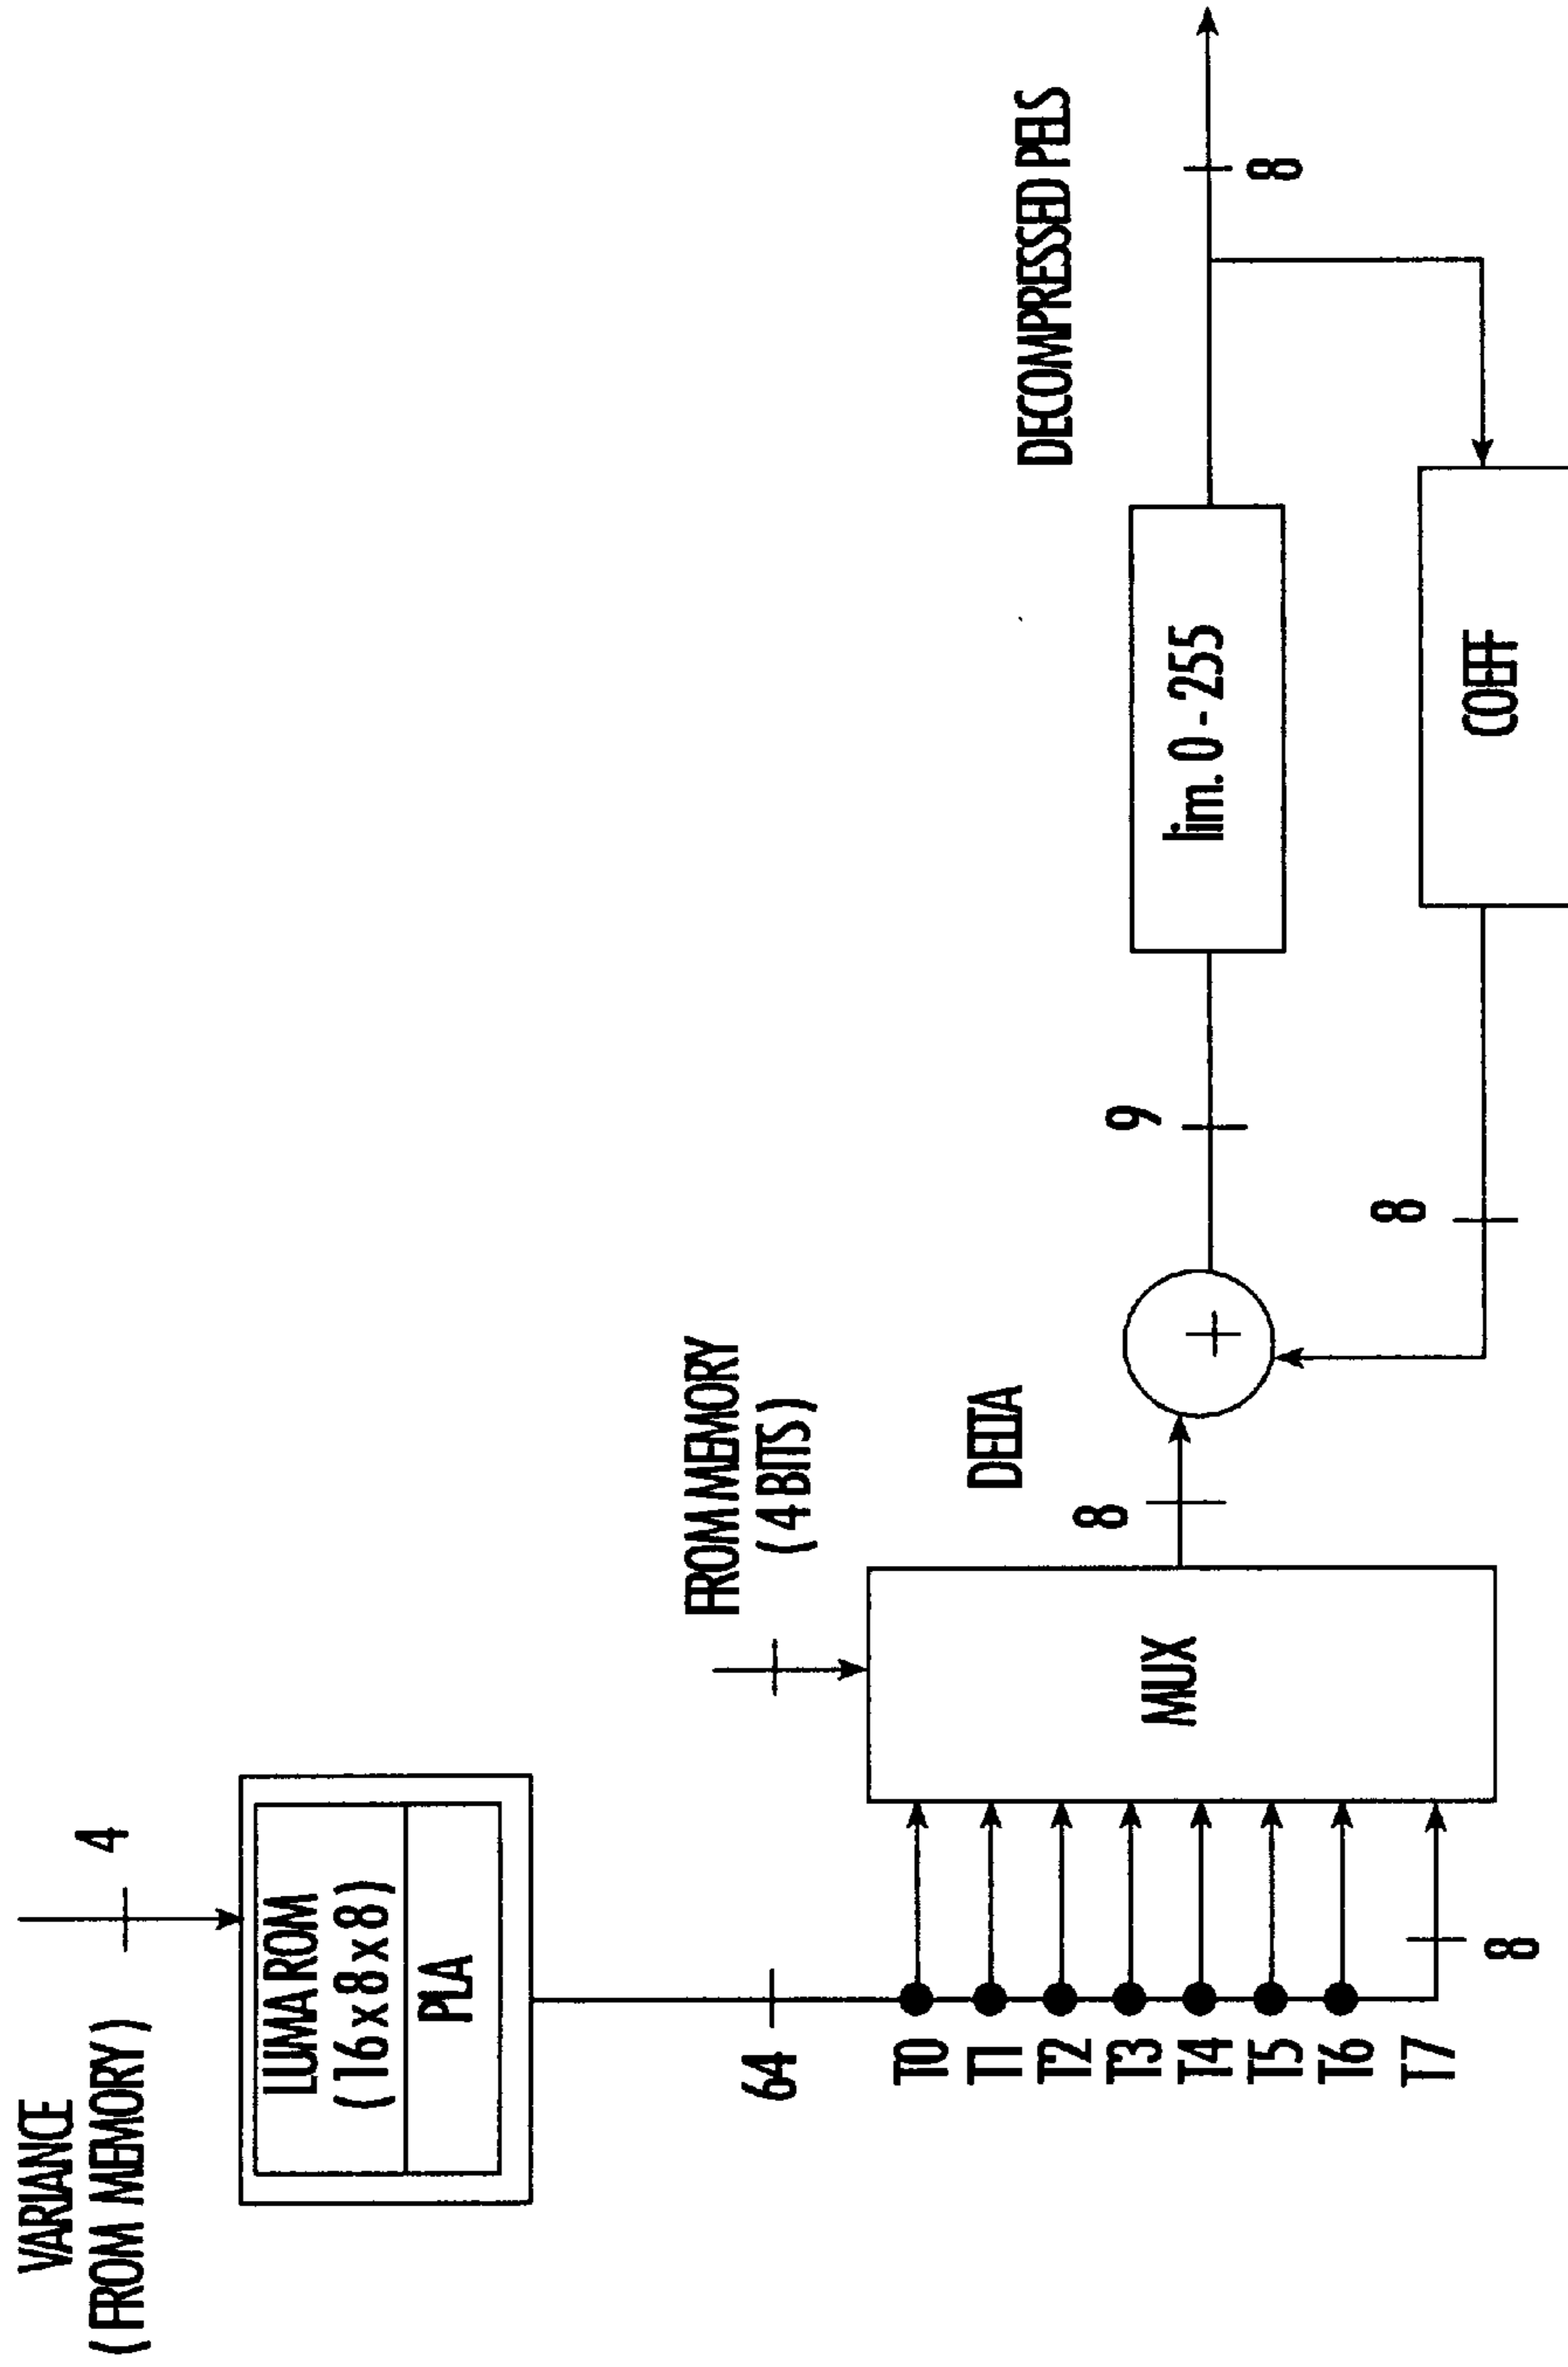 VARIANCE
(FROM MEMORY)
4
LUMA ROM
(16x8x8)
PLA
64
FROM MEMORY
(4 BITS)
T0
T1
T2
T3
T4
T5
T6
T7
8
MUX
8
DELTA
+
9
8
lim. 0 - 255
COEFF
DECOMPRESSED PELS
8